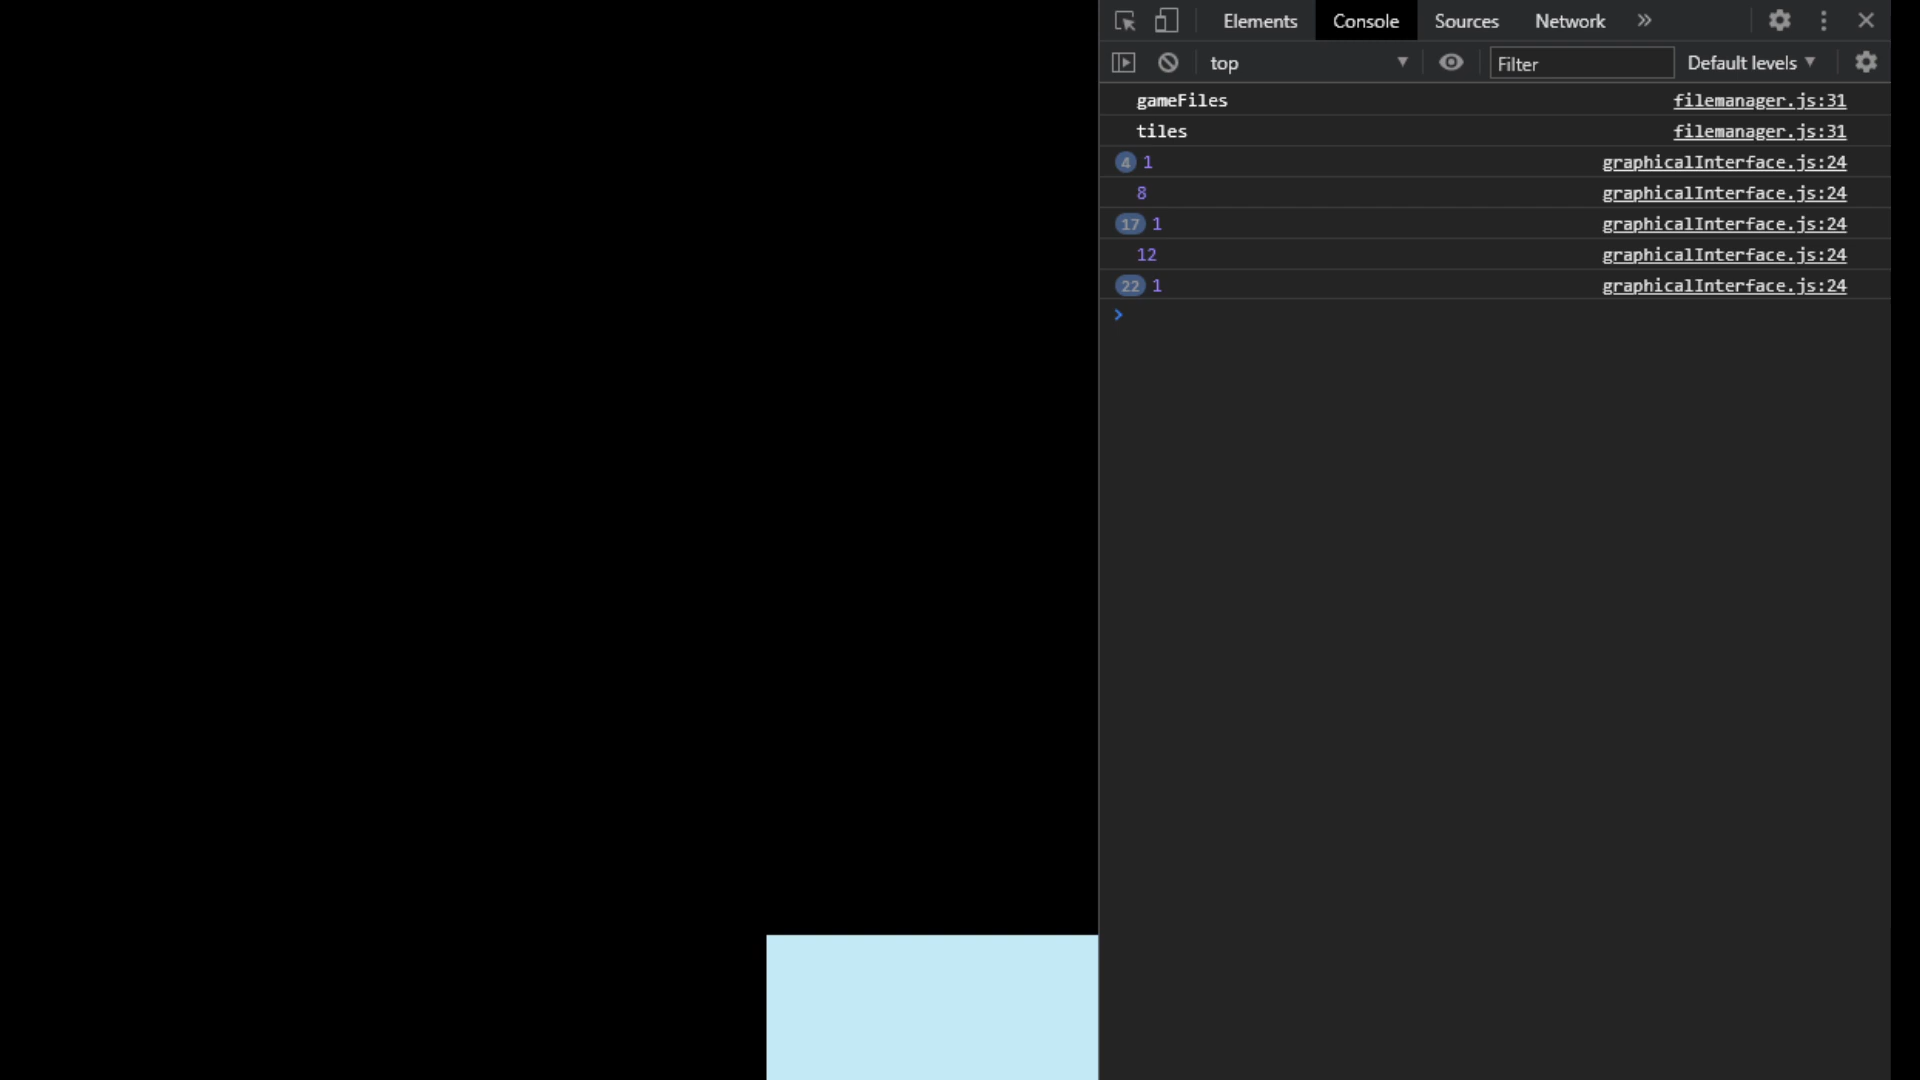 Elements Console Sources Network »
top Filter Default levels
gameFiles filemanager.js:31
tiles filemanager.js:31
4 1 graphicalInterface.js:24
8 graphicalInterface.js:24
17 1 graphicalInterface.js:24
12 graphicalInterface.js:24
22 1 graphicalInterface.js:24